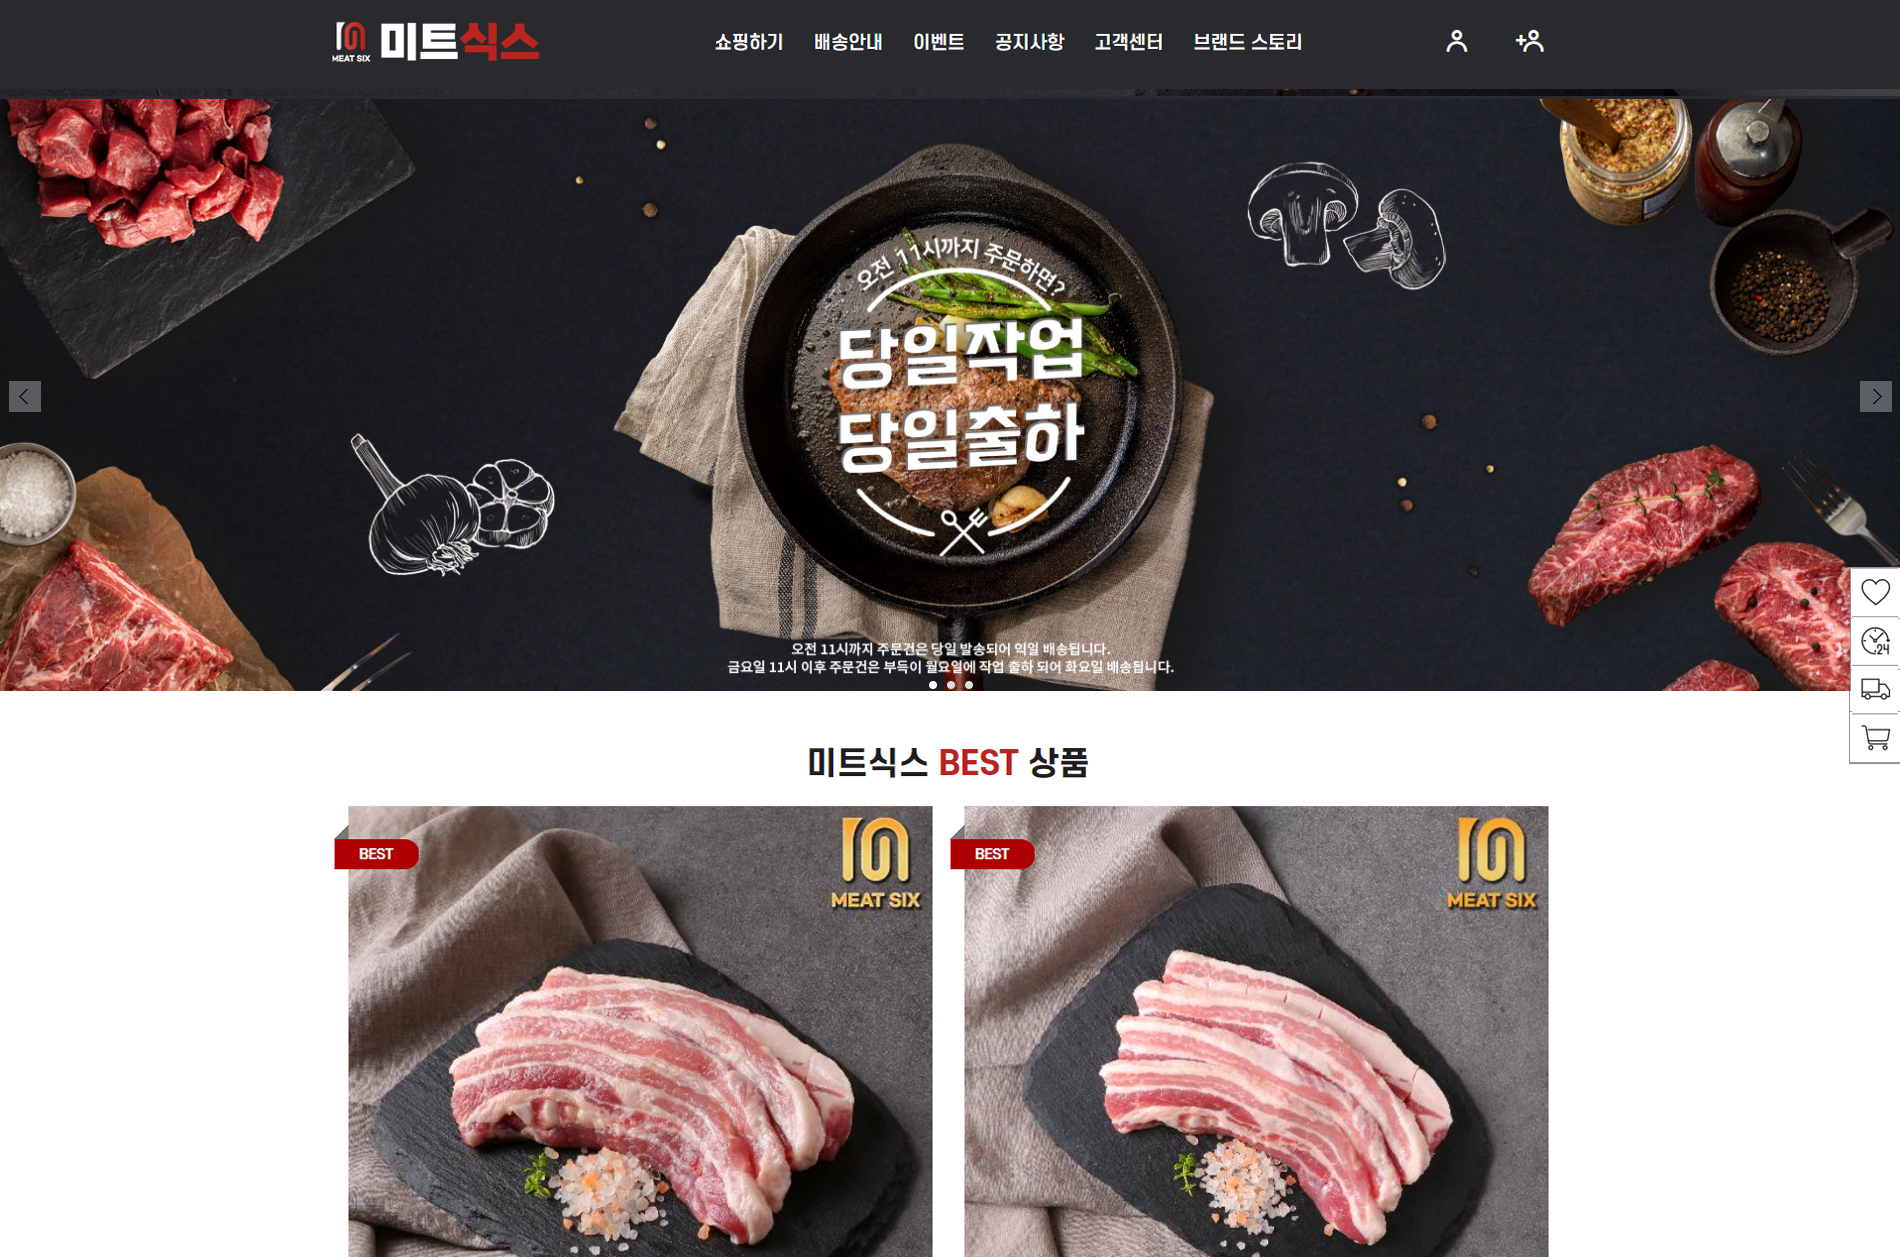 MEAT SIX
미트식스
쇼핑하기 배송안내 이벤트 공지사항 고객센터 브랜드 스토리
오전 11시까지 주문하면?
당일작업
당일출하
오전 11시까지 주문건은 당일 발송되어 익일 배송됩니다.
금요일 11시 이후 주문건은 부득이 월요일에 작업 출하 되어 화요일 배송됩니다.
24
미트식스 BEST 상품
BEST
MEAT SIX
BEST
MEAT SIX